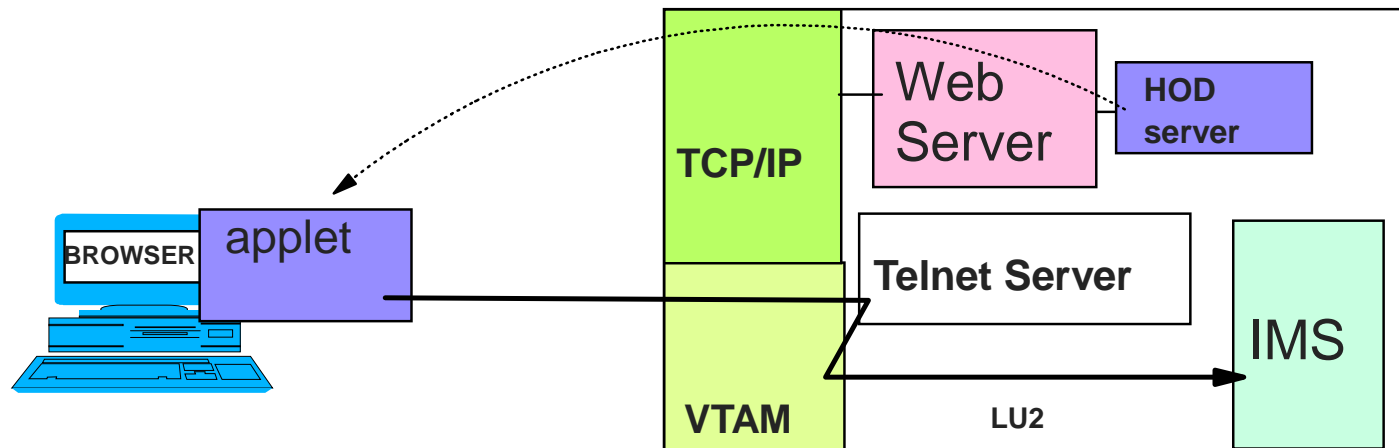 Web
Server
HOD
server
TCP/IP
applet
BROWSER
Telnet Server
IMS
VTAM
LU2